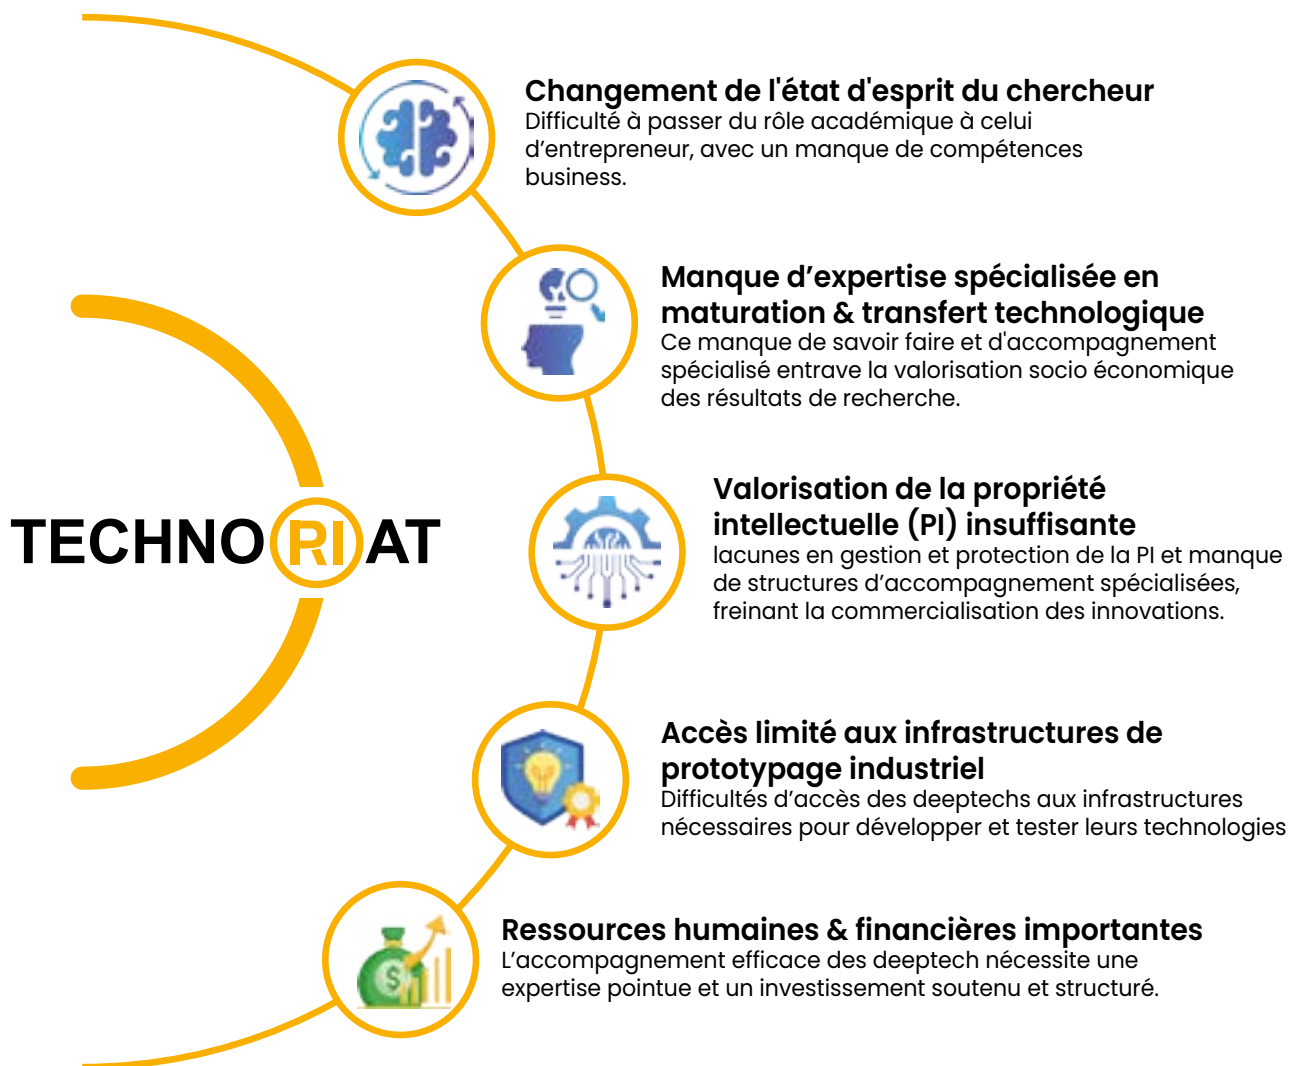 Changement de l'état d'esprit du chercheur
Difficulté à passer du rôle académique à celui
d’entrepreneur, avec un manque de compétences
business.
Manque d’expertise spécialisée en
maturation & transfert technologique
Ce manque de savoir faire et d'accompagnement
spécialisé entrave la valorisation socio économique
des résultats de recherche.
TECHNORIAT
Valorisation de la propriété
intellectuelle (PI) insuffisante
lacunes en gestion et protection de la PI et manque
de structures d’accompagnement spécialisées,
freinant la commercialisation des innovations.
Accès limité aux infrastructures de
prototypage industriel
Difficultés d’accès des deeptechs aux infrastructures
nécessaires pour développer et tester leurs technologies
Ressources humaines & financières importantes
L’accompagnement efficace des deeptech nécessite une
expertise pointue et un investissement soutenu et structuré.
$